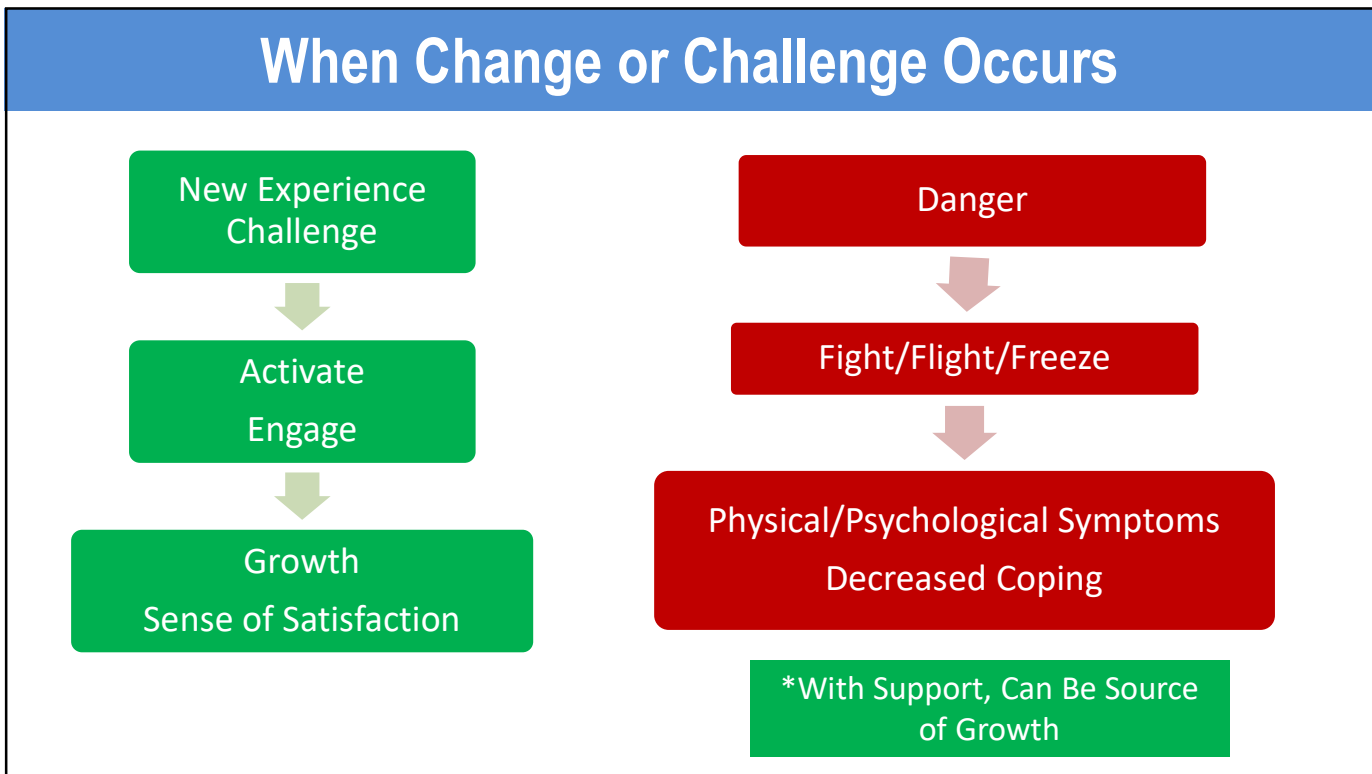 When Change or Challenge Occurs
New Experience
Challenge
Activate
Engage
Growth
Sense of Satisfaction
Danger
Fight/Flight/Freeze
Physical/Psychological Symptoms
Decreased Coping
*With Support, Can Be Source
of Growth